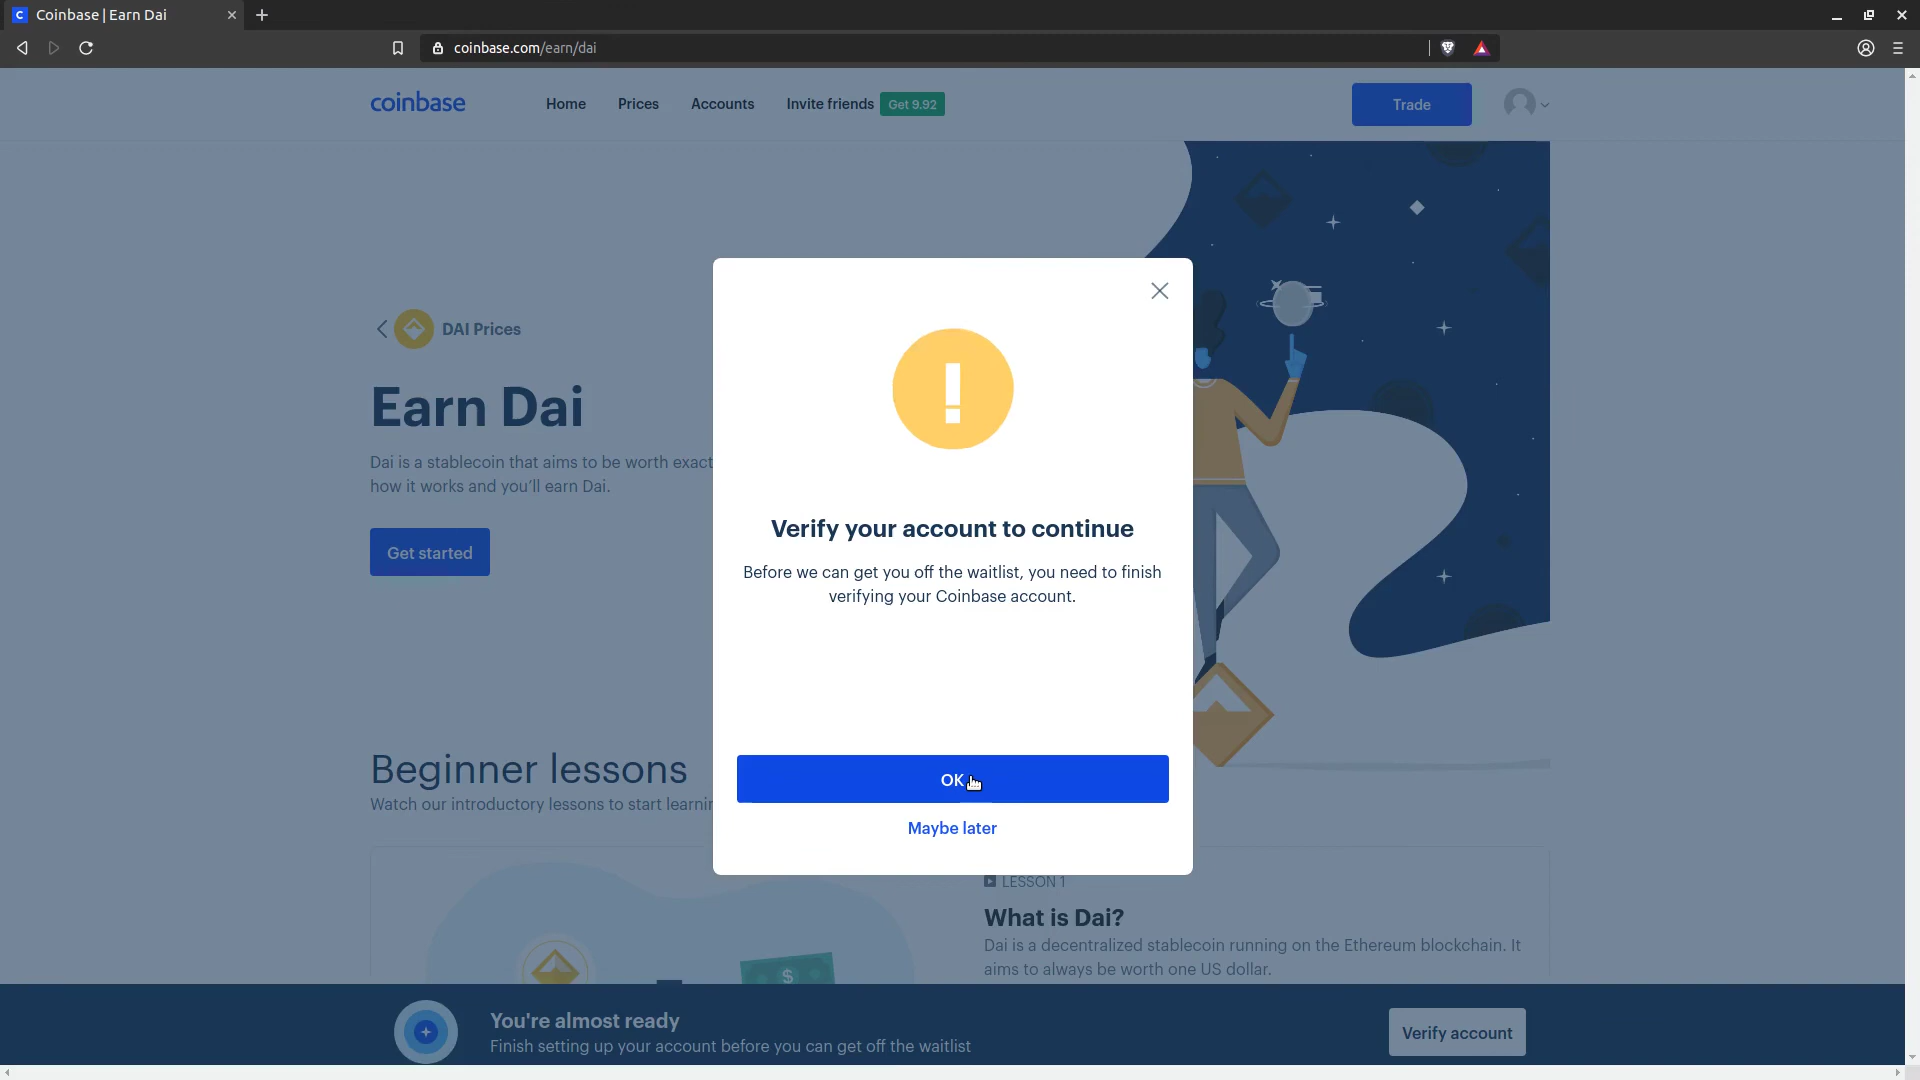 Coinbase | Earn Dai
coinbase.com/earn/dai
coinbase
Home
Prices
Accounts
Invite friends
Get 9.92
Trade
DAI Prices
Earn Dai
Dai is a stablecoin that aims to be worth exact
how it works and you'll earn Dai.
Get started
Verify your account to continue
Before we can get you off the waitlist, you need to finish
verifying your Coinbase account.
OK
Maybe later
Beginner lessons
Watch our introductory lessons to start learnin
LESSON 1
What is Dai?
Dai is a decentralized stablecoin running on the Ethereum blockchain. It
aims to always be worth one US dollar.
$
You're almost ready
Finish setting up your account before you can get off the waitlist
Verify account